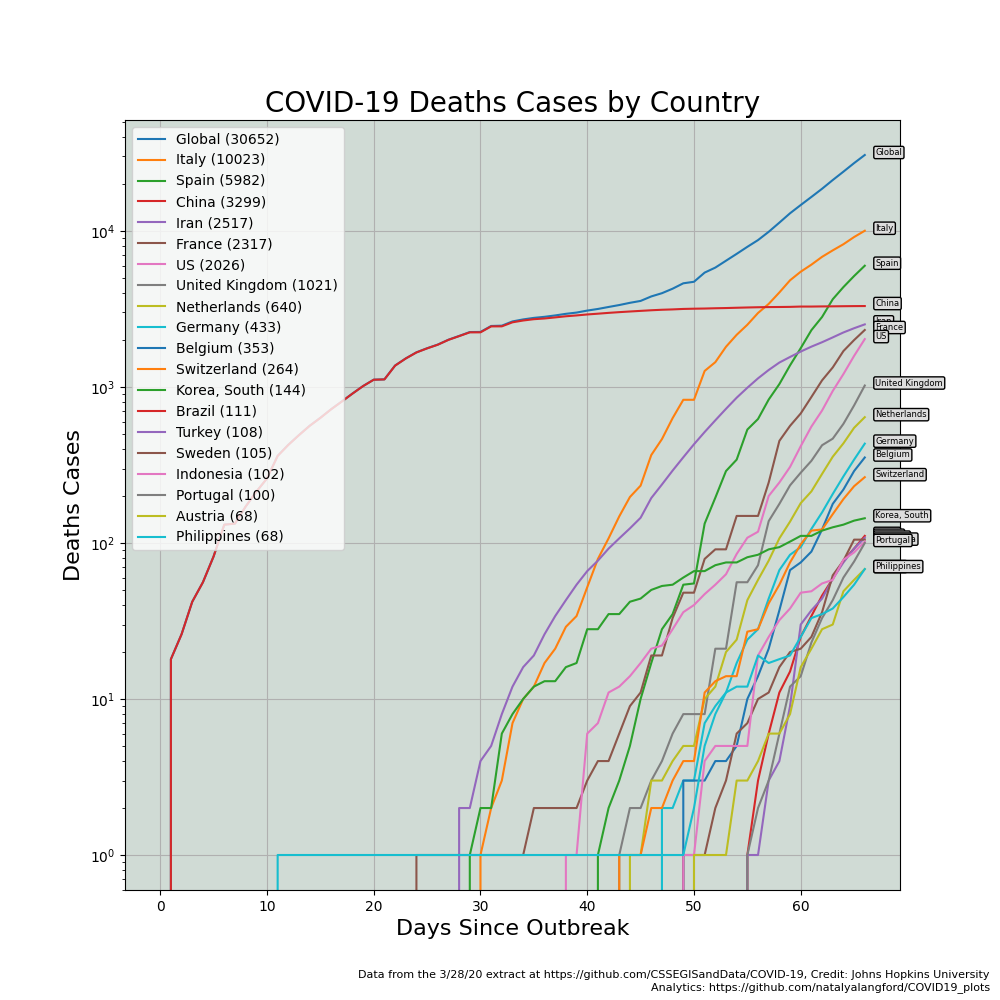 COVID-19 Deaths Cases by Country
Global (30652)
Italy (10023)
Spain (5982)
China (3299)
Iran (2517)
France (2317)
US (2026)
United Kingdom (1021)
Netherlands (640)
Germany (433)
Belgium (353)
Switzerland (264)
Korea, South (144)
Brazil (111)
Turkey (108)
Sweden (105)
Indonesia (102)
Portugal (100)
Austria (68)
Philippines (68)
Global
Italy
Spain
China
France
US
United Kingdom
Netherlands
Germany
Belgium
Switzerland
Korea, South
Portugal
Philippines
Deaths Cases
10⁴
10³
10²
10¹
10⁰
0 10 20 30 40 50 60
Days Since Outbreak
Data from the 3/28/20 extract at https://github.com/CSSEGISandData/COVID-19, Credit: Johns Hopkins University
Analytics: https://github.com/natalyalangford/COVID19_plots